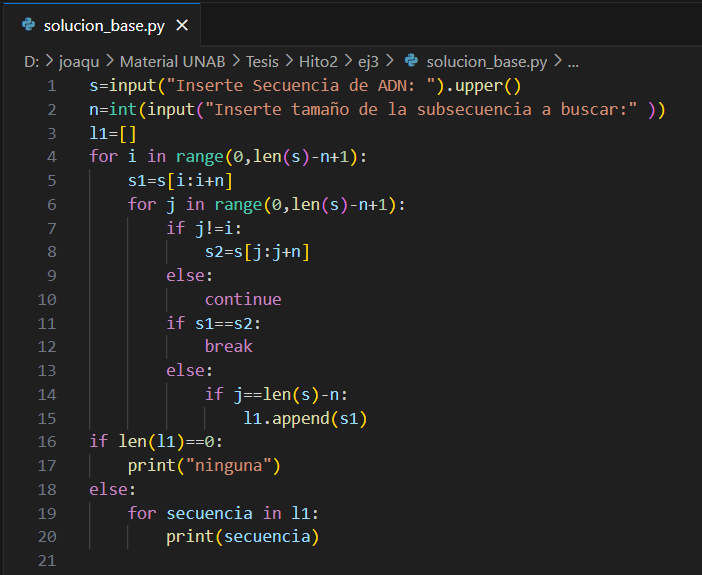 solucion_base.py ×
D: > joaqu > Material UNAB > Tesis > Hito2 > ej3 > solucion_base.py > ...
1 s=input("Inserte Secuencia de ADN: ").upper()
2 n=int(input("Inserte tamaño de la subsecuencia a buscar:" ))
3 l1=[]
4 for i in range(0,len(s)-n+1):
5     s1=s[i:i+n]
6     for j in range(0,len(s)-n+1):
7         if j!=i:
8             s2=s[j:j+n]
9         else:
10             continue
11         if s1==s2:
12             break
13         else:
14             if j==len(s)-n:
15                 l1.append(s1)
16 if len(l1)==0:
17     print("ninguna")
18 else:
19     for secuencia in l1:
20         print(secuencia)
21